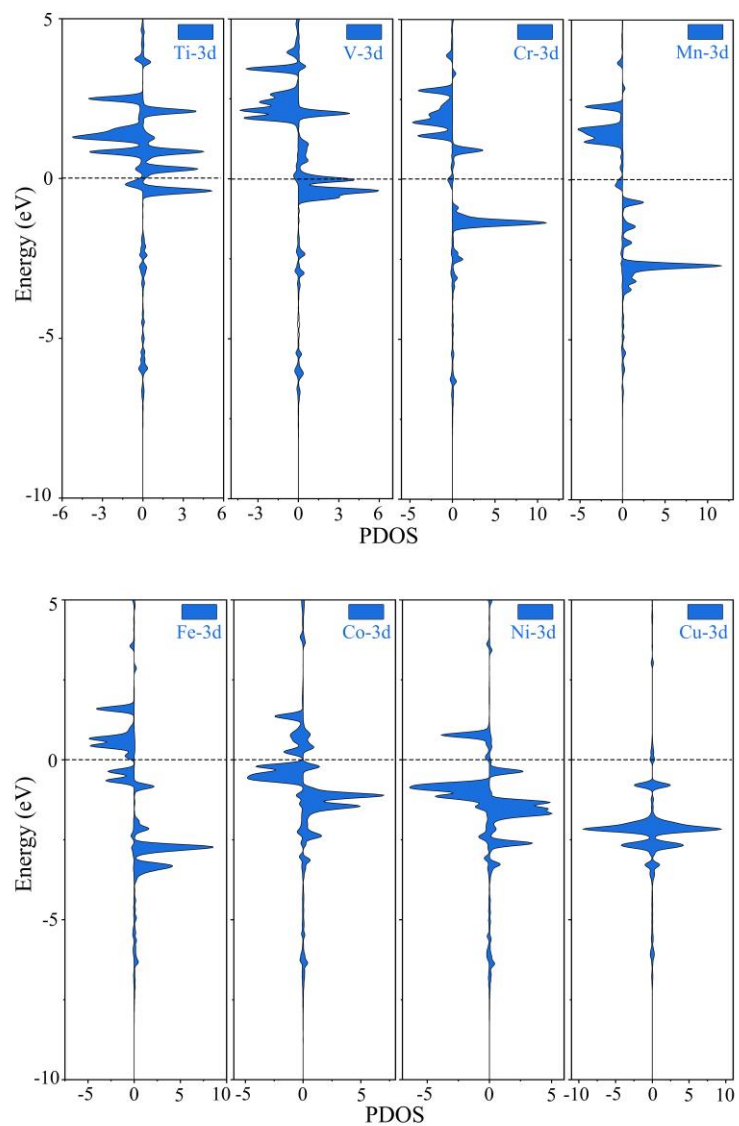 5
Ti-3d
V-3d
Cr-3d
Mn-3d
0
Energy (eV)
-5
-10
-6 -3 0 3 6
-3 0 3 6
-5 0 5 10
-5 0 5 10
PDOS
5
Fe-3d
Co-3d
Ni-3d
Cu-3d
0
Energy (eV)
-5
-10
-5 0 5 10
-5 0 5
-5 0 5
-10 -5 0 5 10
PDOS